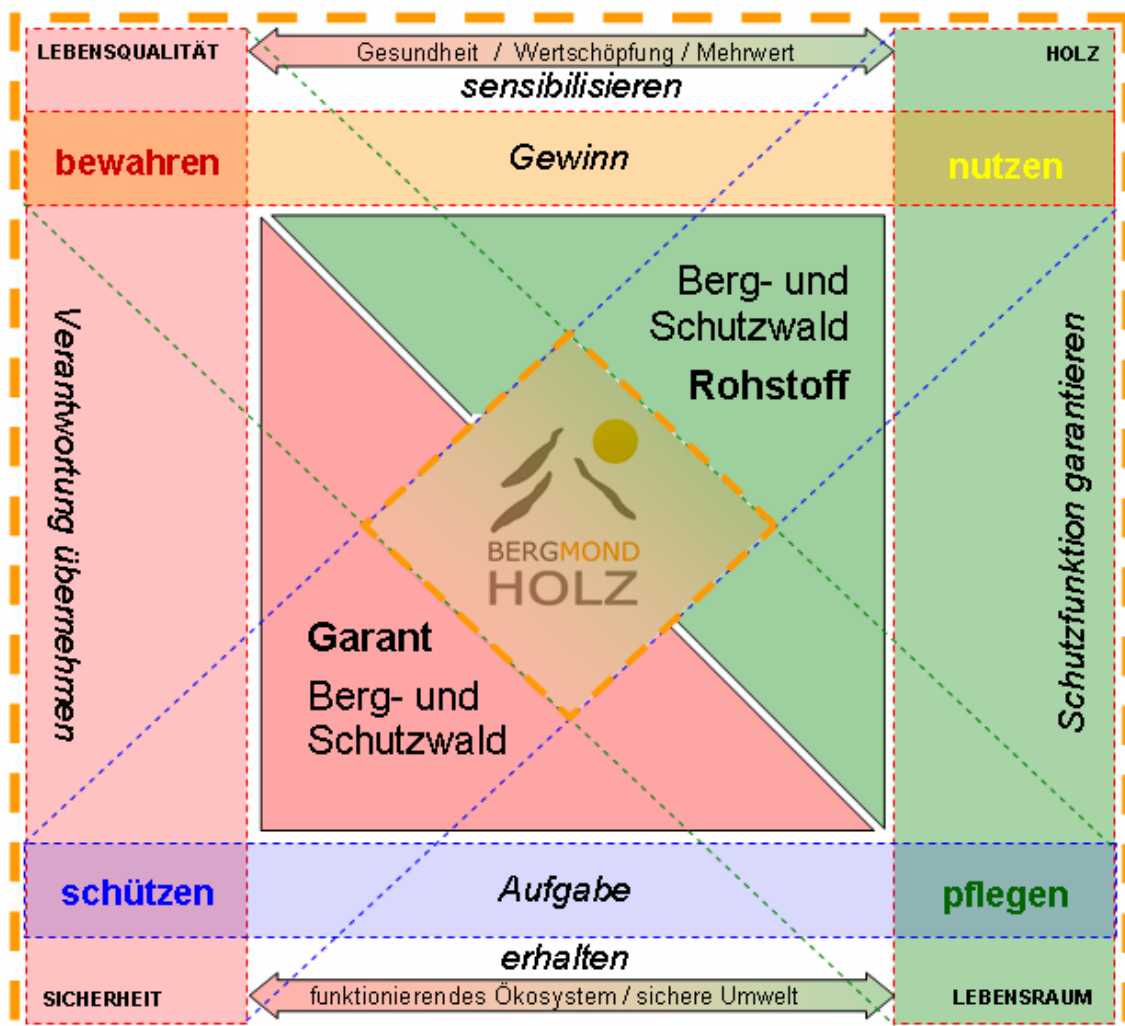 LEBENSQUALITÄT
Gesundheit / Wertschöpfung / Mehrwert
HOLZ
sensibilisieren
bewahren
Gewinn
nutzen
Berg- und
Schutzwald
Rohstoff
Verantwortung übernehmen
Schutzfunktion garantieren
BERGMOND
HOLZ
Garant
Berg- und
Schutzwald
schützen
Aufgabe
pflegen
erhalten
SICHERHEIT
funktionierendes Ökosystem / sichere Umwelt
LEBENSRAUM